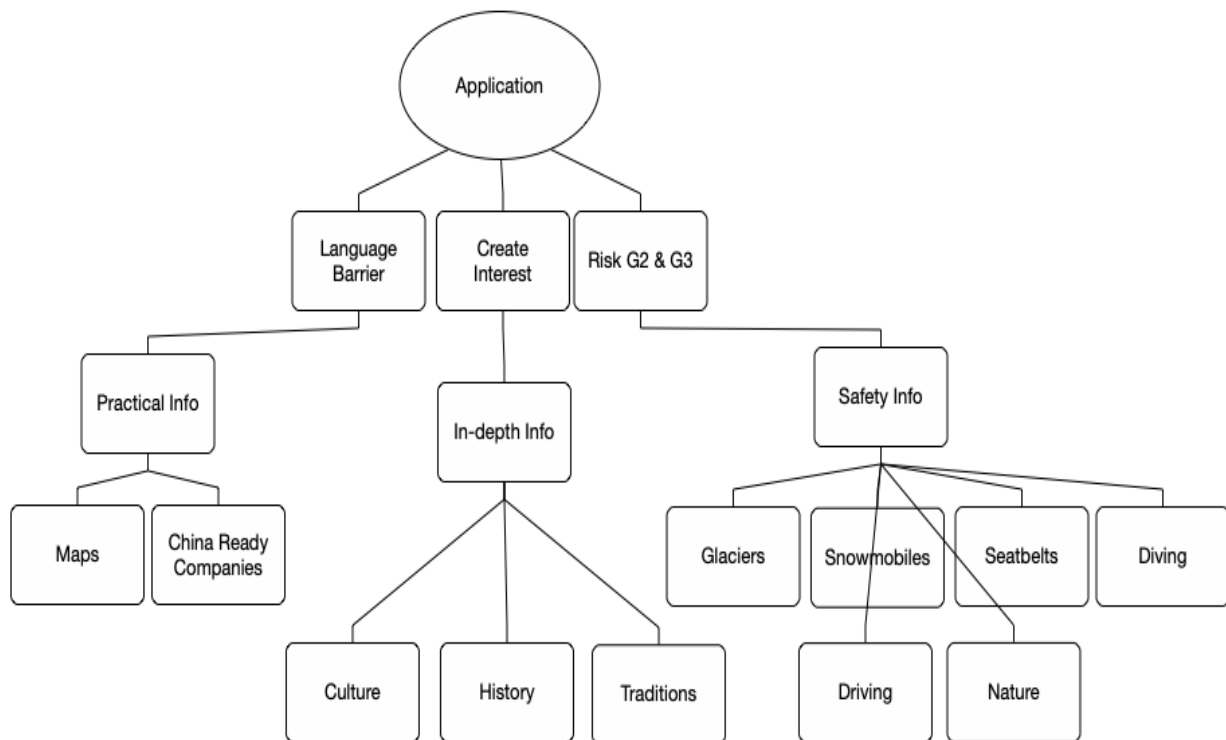 Application
Language
Barrier
Create
Interest
Risk G2 & G3
Practical Info
In-depth Info
Safety Info
Maps
China Ready
Companies
Glaciers
Snowmobiles
Seatbelts
Diving
Culture
History
Traditions
Driving
Nature